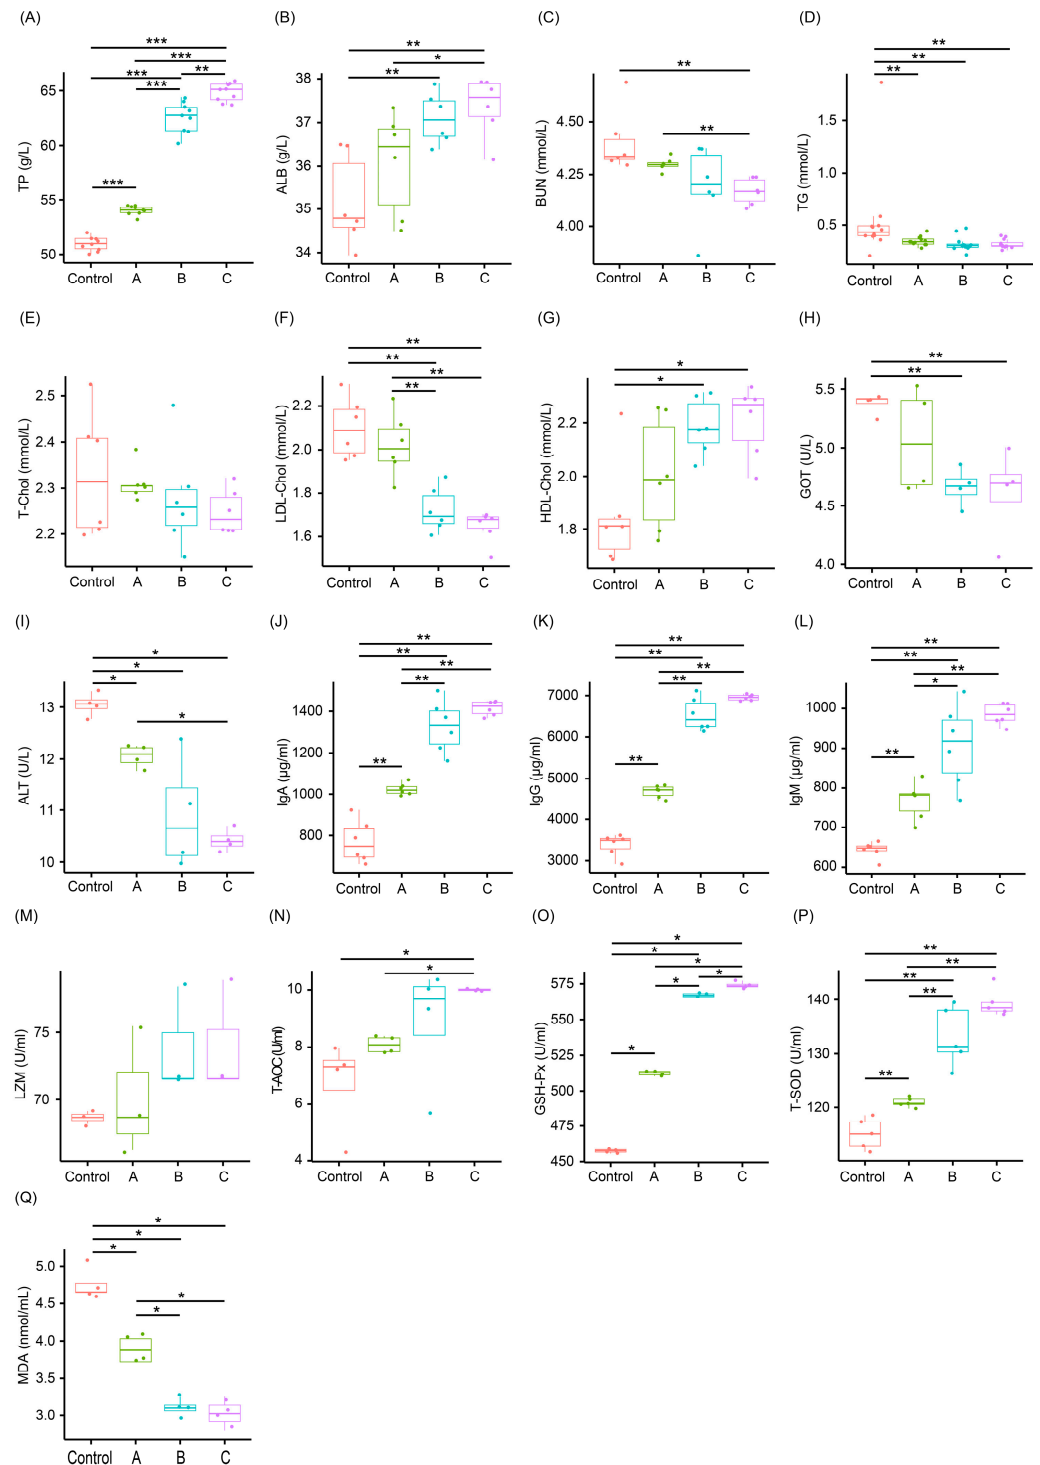 (A) (B) (C) (D)
*** ** ** **
*** * ** **
*** ** ** **
***
***
TP (g/L) 65 60 55 50
ALB (g/L) 38 37 36 35 34
BUN (mmol/L) 4.50 4.25 4.00
TG (mmol/L) 1.5 1.0 0.5
Control A B C Control A B C Control A B C Control A B C
(E) (F) (G) (H)
** * **
** * **
**
**
T-Chol (mmol/L) 2.5 2.4 2.3 2.2
LDL-Chol (mmol/L) 2.2 2.0 1.8 1.6
HDL-Chol (mmol/L) 2.2 2.0 1.8
GOT (U/L) 5.5 5.0 4.5 4.0
Control A B C Control A B C Control A B C Control A B C
(I) (J) (K) (L)
* ** ** **
* ** ** **
* ** ** **
* ** ** *
** ** **
ALT (U/L) 13 12 11 10
IgA (μg/ml) 1400 1200 1000 800
IgG (μg/ml) 7000 6000 5000 4000 3000
IgM (μg/ml) 1000 900 800 700 600
Control A B C Control A B C Control A B C Control A B C
(M) (N) (O) (P)
* * **
* * **
* **
* * **
* **
LZM (U/ml) 75 70
T-AOC(U/ml) 10 8 6 4
GSH-Px (U/ml) 575 550 525 500 475 450
T-SOD (U/ml) 140 130 120
Control A B C Control A B C Control A B C Control A B C
(Q)
*
*
*
*
*
MDA (nmol/mL) 5.0 4.5 4.0 3.5 3.0
Control A B C